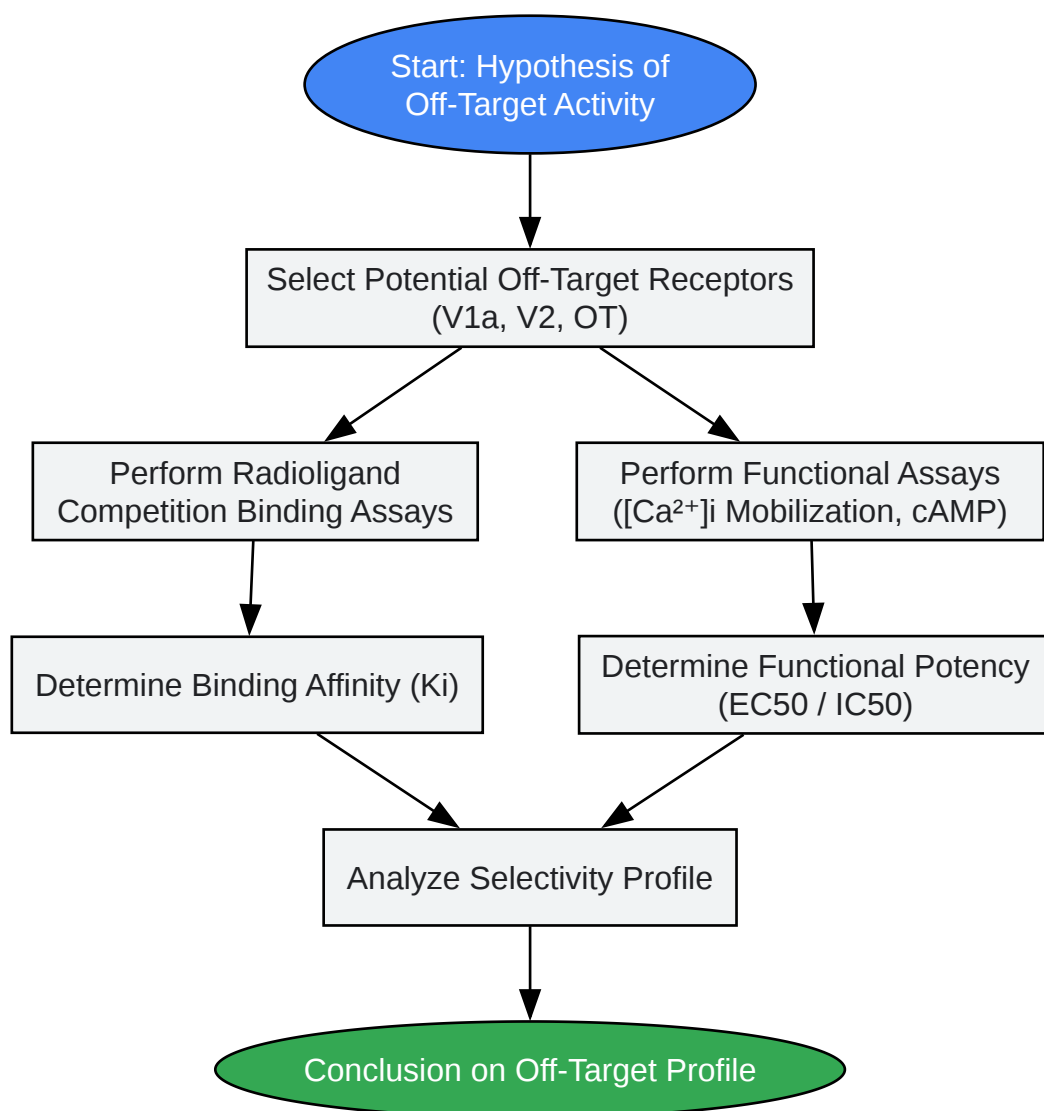 Start: Hypothesis of
Off-Target Activity
Select Potential Off-Target Receptors
(V1a, V2, OT)
Perform Radioligand
Competition Binding Assays
Perform Functional Assays
([Ca²⁺]i Mobilization, cAMP)
Determine Binding Affinity (Ki)
Determine Functional Potency
(EC50 / IC50)
Analyze Selectivity Profile
Conclusion on Off-Target Profile